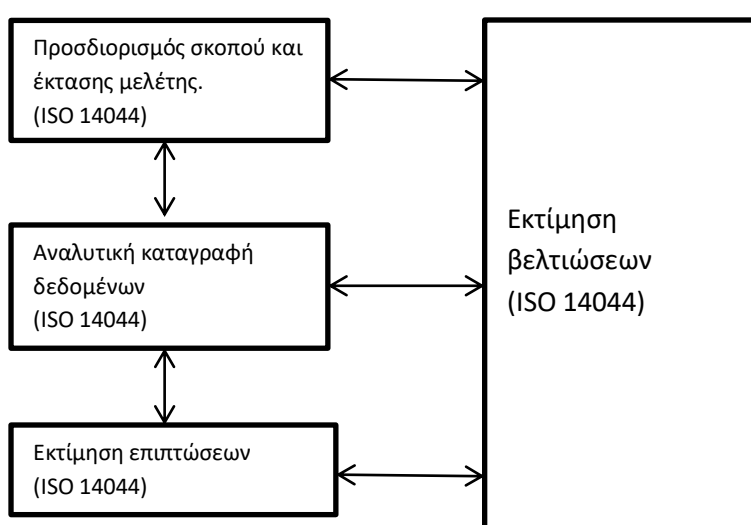 Προσδιορισμός σκοπού και
έκτασης μελέτης.
(ISO 14044)
Αναλυτική καταγραφή
δεδομένων
(ISO 14044)
Εκτίμηση επιπτώσεων
(ISO 14044)
Εκτίμηση
βελτιώσεων
(ISO 14044)